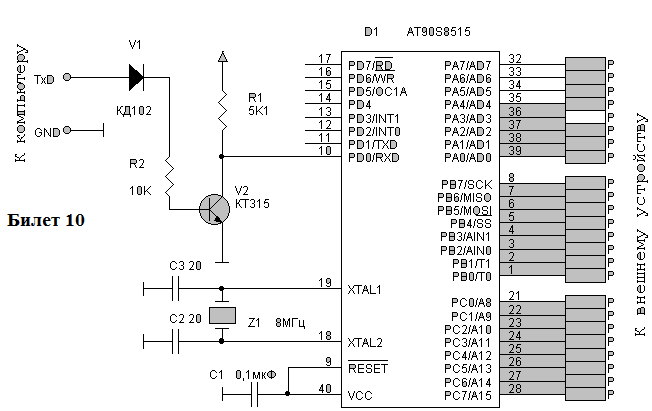 D1 AT90S8515
К компьютеру
TxD
GND
V1
КД102
R1
5K1
R2
10K
V2
КТ315
Билет 10
C3 20
C2 20
Z1 8МГц
C1 0,1мкФ
17 PD7/RD
16 PD6/WR
15 PD5/OC1A
14 PD4
13 PD3/INT1
12 PD2/INT0
11 PD1/TXD
10 PD0/RXD
19 XTAL1
18 XTAL2
9 RESET
40 VCC
PA7/AD7 32 P
PA6/AD6 33 P
PA5/AD5 34 P
PA4/AD4 35 P
PA3/AD3 36 P
PA2/AD2 37 P
PA1/AD1 38 P
PA0/AD0 39 P
PB7/SCK 8 P
PB6/MISO 7 P
PB5/MOSI 6 P
PB4/SS 5 P
PB3/AIN1 4 P
PB2/AIN0 3 P
PB1/T1 2 P
PB0/T0 1 P
PC0/A8 21 P
PC1/A9 22 P
PC2/A10 23 P
PC3/A11 24 P
PC4/A12 25 P
PC5/A13 26 P
PC6/A14 27 P
PC7/A15 28 P
К внешнему устройству